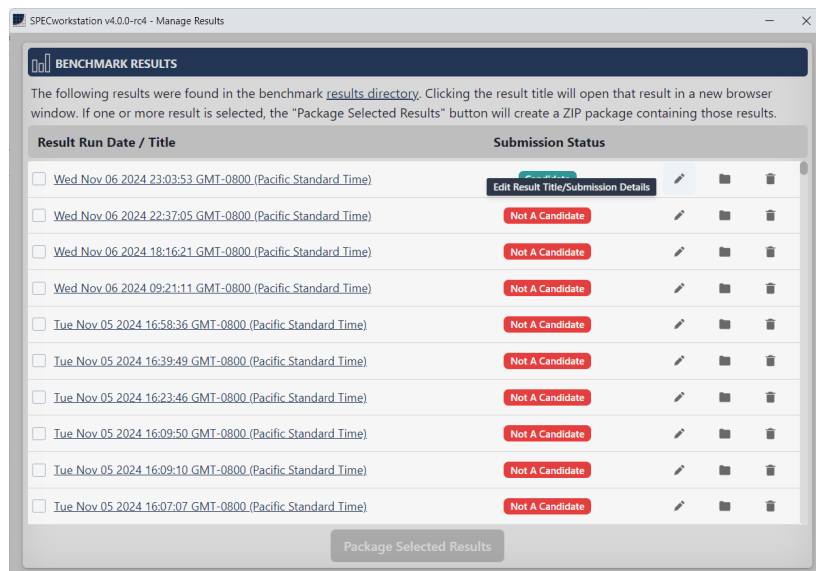 SPECworkstation v4.0.0-rc4 - Manage Results
BENCHMARK RESULTS
The following results were found in the benchmark results directory. Clicking the result title will open that result in a new browser
window. If one or more result is selected, the "Package Selected Results" button will create a ZIP package containing those results.
Result Run Date / Title Submission Status
Wed Nov 06 2024 23:03:53 GMT-0800 (Pacific Standard Time)
Edit Result Title/Submission Details
Wed Nov 06 2024 22:37:05 GMT-0800 (Pacific Standard Time) Not A Candidate
Wed Nov 06 2024 18:16:21 GMT-0800 (Pacific Standard Time) Not A Candidate
Wed Nov 06 2024 09:21:11 GMT-0800 (Pacific Standard Time) Not A Candidate
Tue Nov 05 2024 16:58:36 GMT-0800 (Pacific Standard Time) Not A Candidate
Tue Nov 05 2024 16:39:49 GMT-0800 (Pacific Standard Time) Not A Candidate
Tue Nov 05 2024 16:23:46 GMT-0800 (Pacific Standard Time) Not A Candidate
Tue Nov 05 2024 16:09:50 GMT-0800 (Pacific Standard Time) Not A Candidate
Tue Nov 05 2024 16:09:10 GMT-0800 (Pacific Standard Time) Not A Candidate
Tue Nov 05 2024 16:07:07 GMT-0800 (Pacific Standard Time) Not A Candidate
Package Selected Results